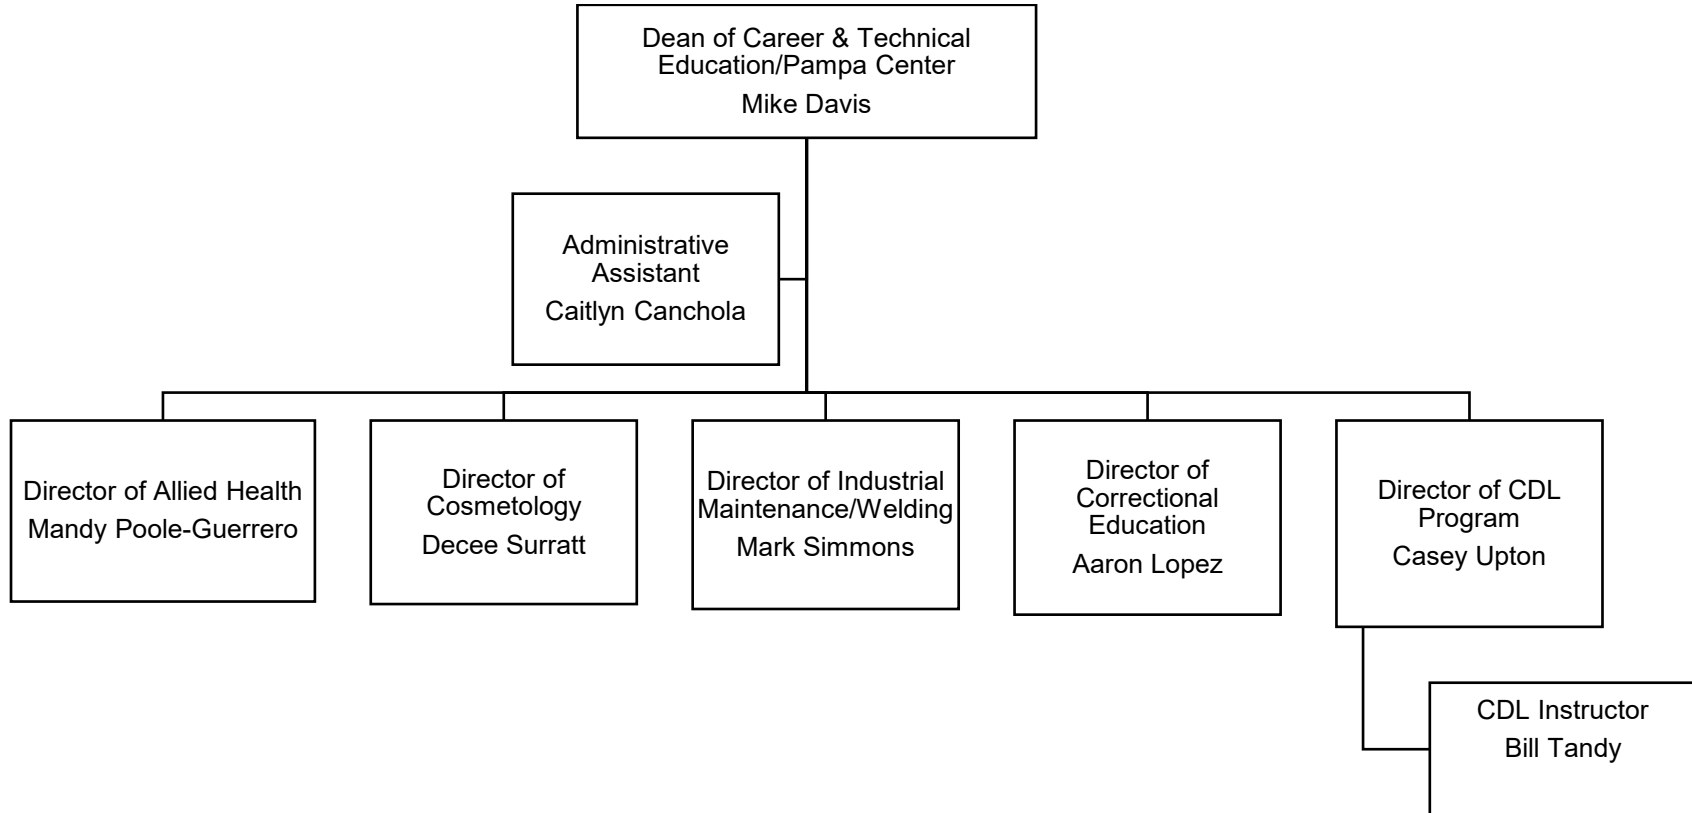 Dean of Career & Technical
Education/Pampa Center
Mike Davis
Administrative
Assistant
Caitlyn Canchola
Director of Allied Health
Mandy Poole-Guerrero
Director of
Cosmetology
Decee Surratt
Director of Industrial
Maintenance/Welding
Mark Simmons
Director of
Correctional
Education
Aaron Lopez
Director of CDL
Program
Casey Upton
CDL Instructor
Bill Tandy